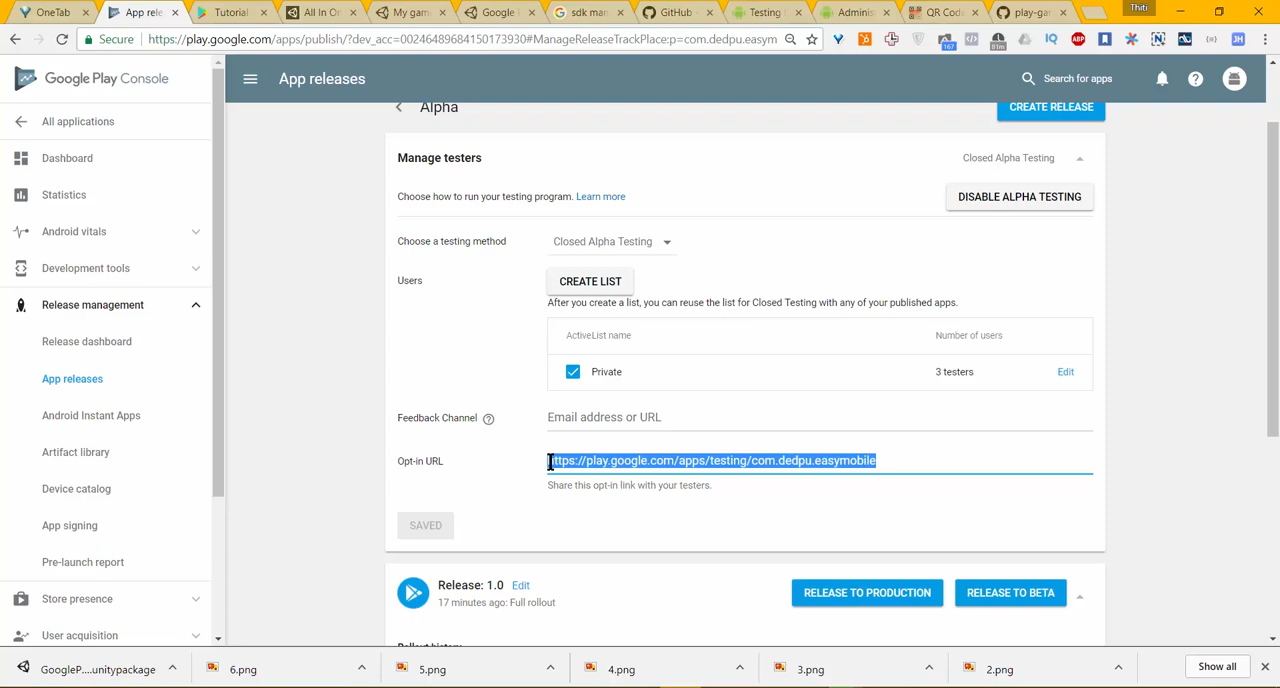 OneTab
App rele
Tutorial
All In On
My game
Google
sdk man
GitHub
Testing
Adminis
QR Cod
play-gam
Thiti
Secure
https://play.google.com/apps/publish/?dev_acc=00246489684150173930#ManageReleaseTrackPlace:p=com.dedpu.easym
Google Play Console
App releases
Search for apps
All applications
Dashboard
Statistics
Android vitals
Development tools
Release management
Release dashboard
App releases
Android Instant Apps
Artifact library
Device catalog
App signing
Pre-launch report
Store presence
User acquisition
Alpha
CREATE RELEASE
Manage testers
Closed Alpha Testing
Choose how to run your testing program. Learn more
DISABLE ALPHA TESTING
Choose a testing method
Closed Alpha Testing
Users
CREATE LIST
After you create a list, you can reuse the list for Closed Testing with any of your published apps.
ActiveList name
Number of users
Private
3 testers
Edit
Feedback Channel
Email address or URL
Opt-in URL
https://play.google.com/apps/testing/com.dedpu.easymobile
Share this opt-in link with your testers.
SAVED
Release: 1.0 Edit
17 minutes ago: Full rollout
RELEASE TO PRODUCTION
RELEASE TO BETA
GoogleP....unitypackage
6.png
5.png
4.png
3.png
2.png
Show all